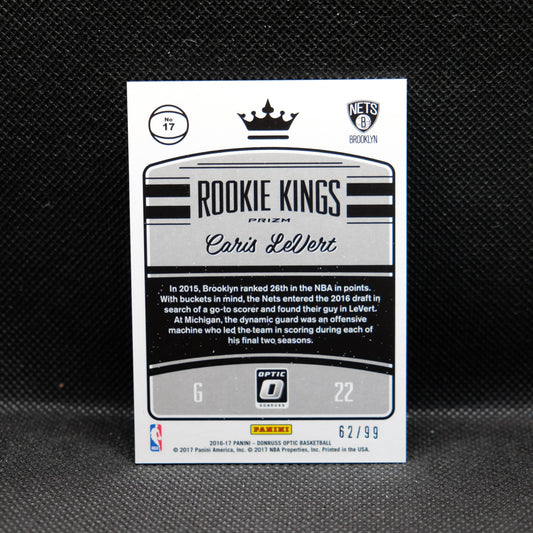 No
17
NETS
B
BROOKLYN
ROOKIE KINGS
PRIZM
Caris LeVert
In 2015, Brooklyn ranked 26th in the NBA in points.
With buckets in mind, the Nets entered the 2016 draft in
search of a go-to scorer and found their guy in LeVert.
At Michigan, the dynamic guard was an offensive
machine who led the team in scoring during each of
his final two seasons.
G
OPTIC
O
DONRUSS
22
PANINI
62/99
2016-17 PANINI - DONRUSS OPTIC BASKETBALL
© 2017 Panini America, Inc. © 2017 NBA Properties, Inc. Printed in the USA.